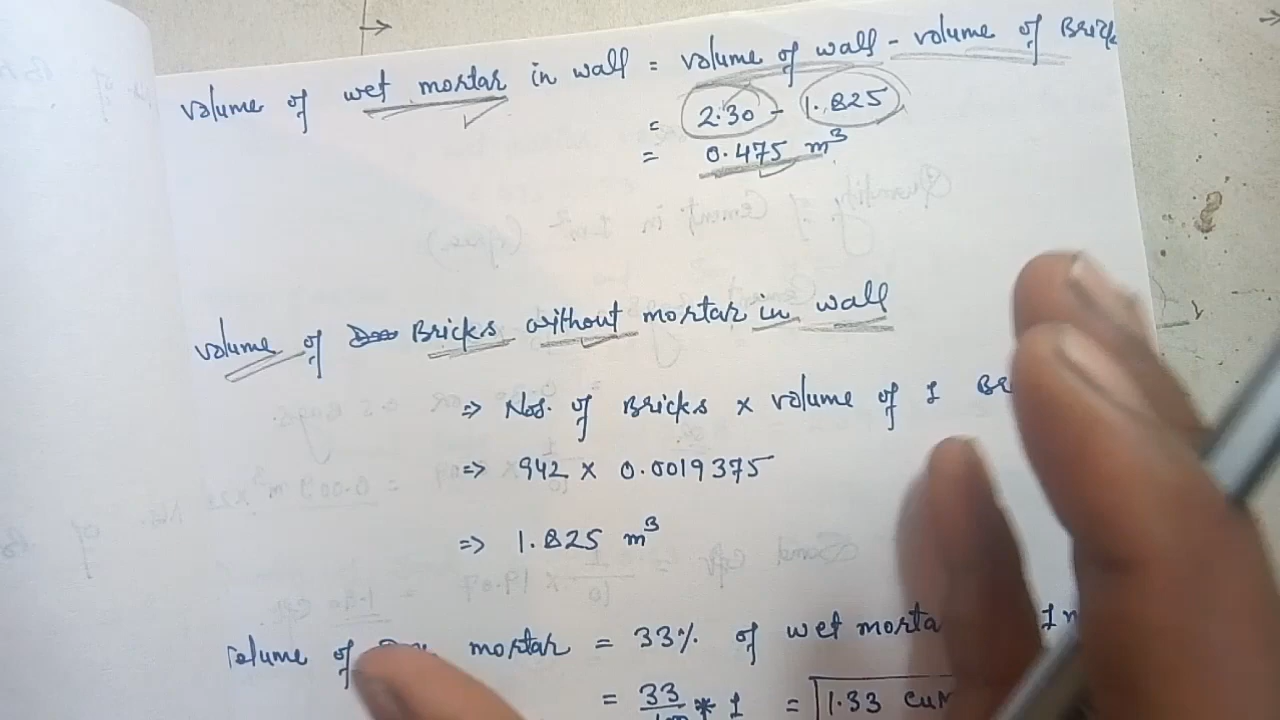 volume of wet mortar in wall = volume of wall - volume of Brick
= 2.30 - 1.825
= 0.475 m³
volume of Bricks without mortar in wall
=> Nos. of Bricks x volume of 1
=> 942 x 0.0019375
=> 1.825 m³
volume of mortar = 33% of wet
= 33 * 1 = 1.33